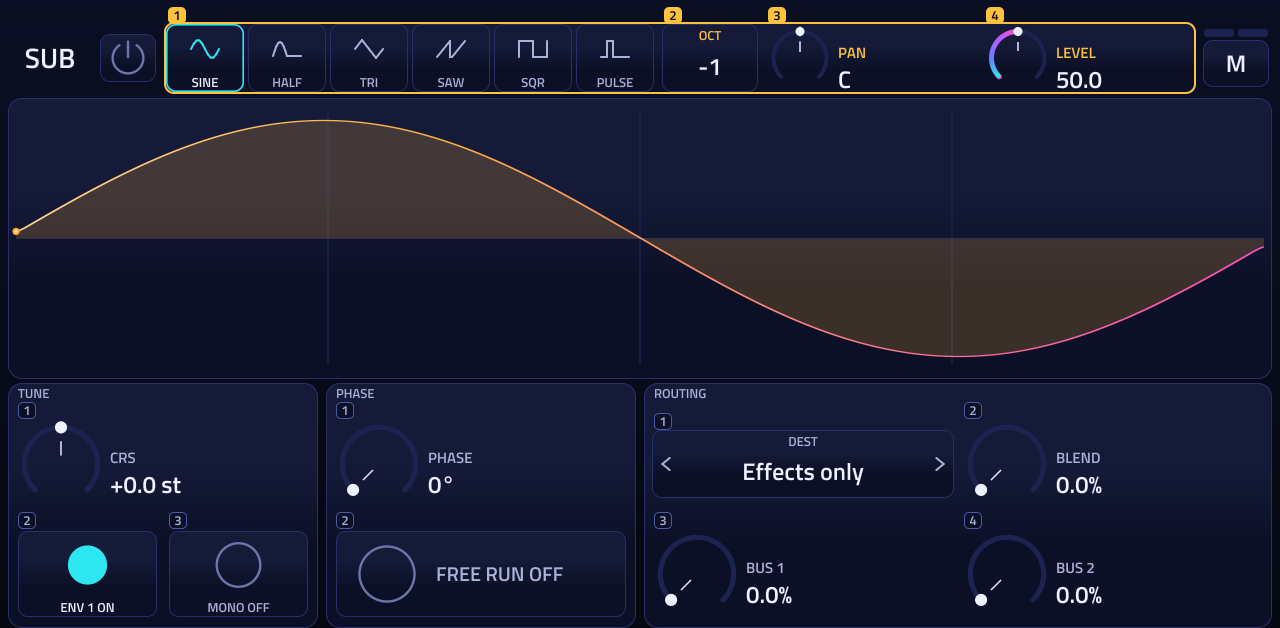 1 2 3 4
SUB
SINE HALF TRI SAW SQR PULSE
OCT
-1
PAN
C
LEVEL
50.0
M
TUNE
1
CRS
+0.0 st
2
ENV 1 ON
3
MONO OFF
PHASE
1
PHASE
0°
2
FREE RUN OFF
ROUTING
1
DEST
Effects only
2
BLEND
0.0%
3
BUS 1
0.0%
4
BUS 2
0.0%